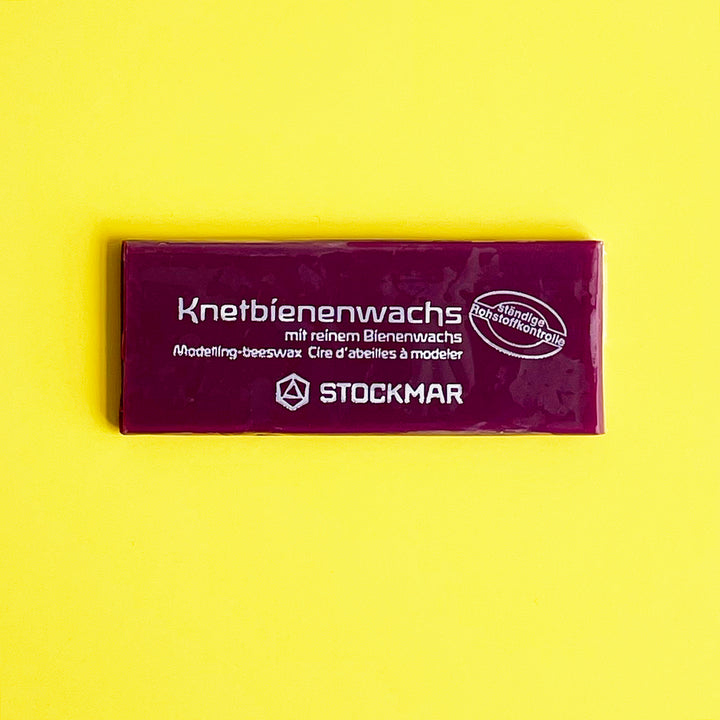 Knetbienenwachs
mit reinem Bienenwachs
Modelling-beeswax Cire d'abeilles à modeler
STOCKMAR
Ständige
Rohstoffkontrolle